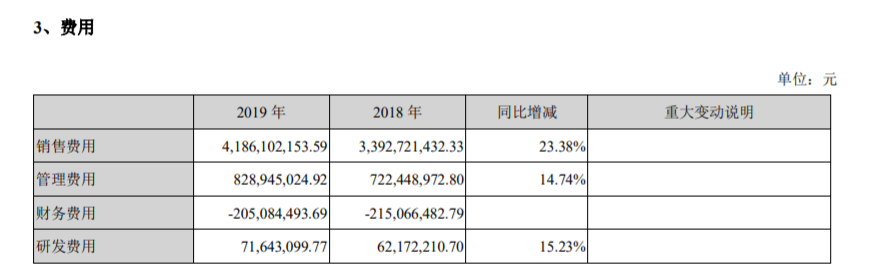 3、费用
单位：元
2019 年 2018 年 同比增减 重大变动说明
销售费用 4,186,102,153.59 3,392,721,432.33 23.38%
管理费用 828,945,024.92 722,448,972.80 14.74%
财务费用 -205,084,493.69 -215,066,482.79
研发费用 71,643,099.77 62,172,210.70 15.23%